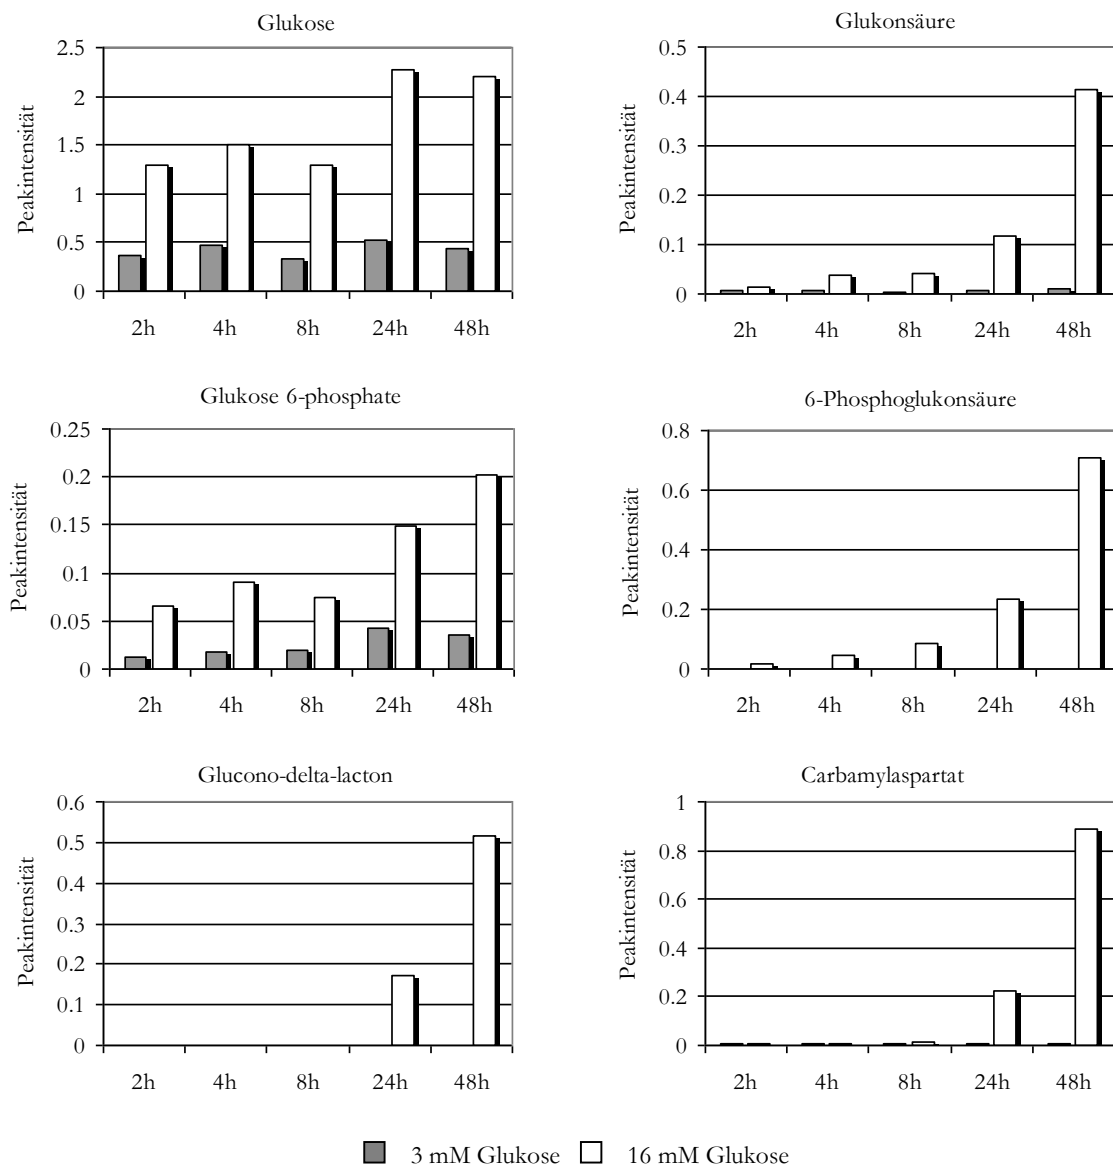 Glukose
Peakintensität
2.5
2
1.5
1
0.5
0
2h 4h 8h 24h 48h
Glukonsäure
Peakintensität
0.5
0.4
0.3
0.2
0.1
0
2h 4h 8h 24h 48h
Glukose 6-phosphate
Peakintensität
0.25
0.2
0.15
0.1
0.05
0
2h 4h 8h 24h 48h
6-Phosphoglukonsäure
Peakintensität
0.8
0.6
0.4
0.2
0
2h 4h 8h 24h 48h
Glucono-delta-lacton
Peakintensität
0.6
0.5
0.4
0.3
0.2
0.1
0
2h 4h 8h 24h 48h
Carbamylaspartat
Peakintensität
1
0.8
0.6
0.4
0.2
0
2h 4h 8h 24h 48h
3 mM Glukose 16 mM Glukose